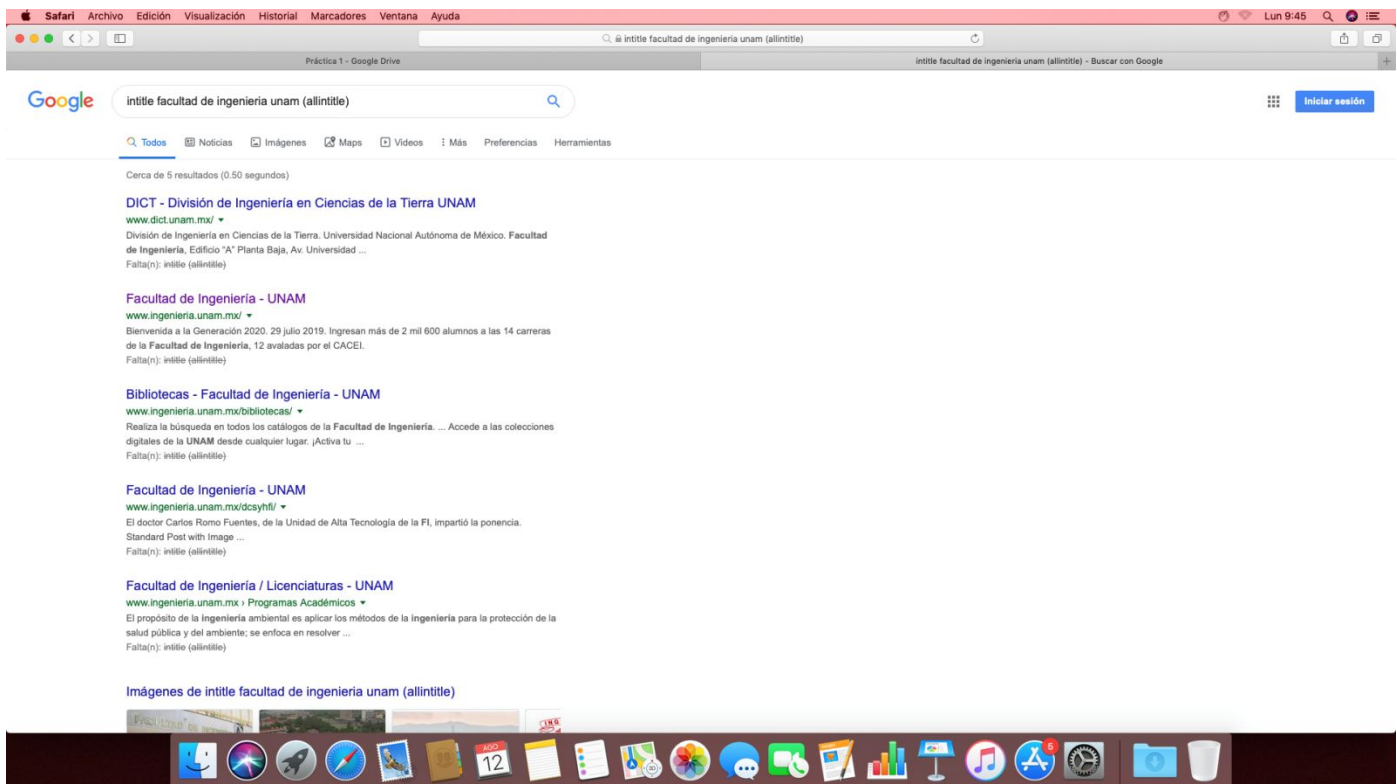 Safari Archivo Edición Visualización Historial Marcadores Ventana Ayuda Lun 9:45
intitle facultad de ingenieria unam (allintitle)
Práctica 1 - Google Drive
intitle facultad de ingenieria unam (allintitle) - Buscar con Google
Google
intitle facultad de ingenieria unam (allintitle)
Iniciar sesión
Todos Noticias Imágenes Maps Videos Más Preferencias Herramientas
Cerca de 5 resultados (0.50 segundos)
DICT - División de Ingeniería en Ciencias de la Tierra UNAM
www.dict.unam.mx/
División de Ingeniería en Ciencias de la Tierra. Universidad Nacional Autónoma de México. Facultad
de Ingeniería, Edificio "A" Planta Baja, Av. Universidad ...
Falta(n): intitle (allintitle)
Facultad de Ingeniería - UNAM
www.ingenieria.unam.mx/
Bienvenida a la Generación 2020. 29 julio 2019. Ingresan más de 2 mil 600 alumnos a las 14 carreras
de la Facultad de Ingeniería, 12 avaladas por el CACEI.
Falta(n): intitle (allintitle)
Bibliotecas - Facultad de Ingeniería - UNAM
www.ingenieria.unam.mx/bibliotecas/
Realiza la búsqueda en todos los catálogos de la Facultad de Ingeniería. ... Accede a las colecciones
digitales de la UNAM desde cualquier lugar. ¡Activa tu ...
Falta(n): intitle (allintitle)
Facultad de Ingeniería - UNAM
www.ingenieria.unam.mx/dcsyhfi/
El doctor Carlos Romo Fuentes, de la Unidad de Alta Tecnología de la FI, impartió la ponencia.
Standard Post with Image ...
Falta(n): intitle (allintitle)
Facultad de Ingeniería / Licenciaturas - UNAM
www.ingenieria.unam.mx › Programas Académicos
El propósito de la ingeniería ambiental es aplicar los métodos de la ingeniería para la protección de la
salud pública y del ambiente; se enfoca en resolver ...
Falta(n): intitle (allintitle)
Imágenes de intitle facultad de ingenieria unam (allintitle)
ING
AGO
12
5